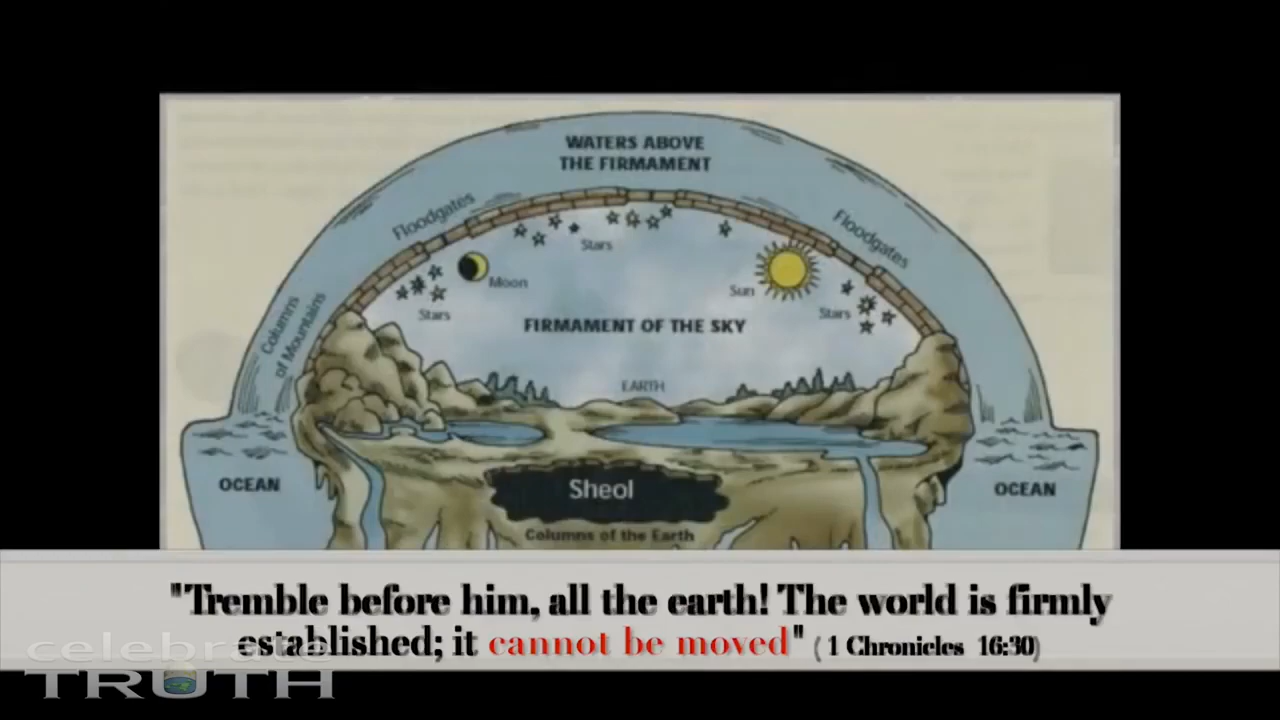 WATERS ABOVE
THE FIRMAMENT
Floodgates
Floodgates
Stars
Moon
Sun
Stars
Stars
Columns
of Mountains
FIRMAMENT OF THE SKY
EARTH
OCEAN
Sheol
OCEAN
Columns of the Earth
"Tremble before him, all the earth! The world is firmly
established; it cannot be moved" ( 1 Chronicles 16:30)
celebrate
TRUTH